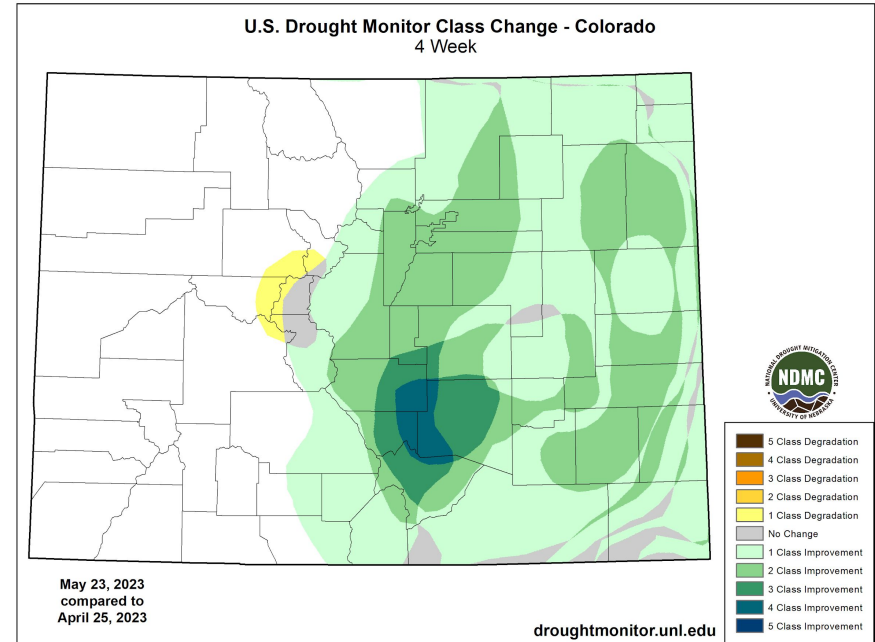 U.S. Drought Monitor Class Change - Colorado
4 Week
NATIONAL DROUGHT MITIGATION CENTER
NDMC
UNIVERSITY OF NEBRASKA
5 Class Degradation
4 Class Degradation
3 Class Degradation
2 Class Degradation
1 Class Degradation
No Change
1 Class Improvement
2 Class Improvement
3 Class Improvement
4 Class Improvement
5 Class Improvement
May 23, 2023
compared to
April 25, 2023
droughtmonitor.unl.edu